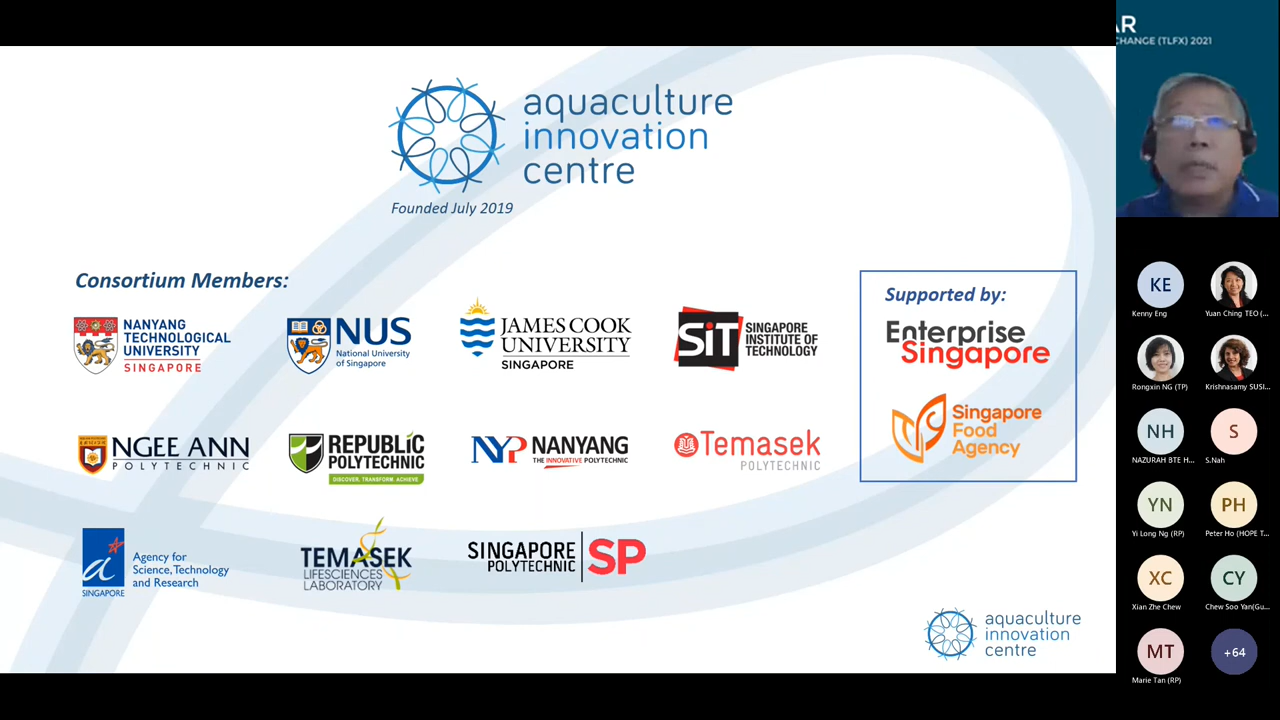 aquaculture
innovation
centre
Founded July 2019
Consortium Members:
NANYANG
TECHNOLOGICAL
UNIVERSITY
SINGAPORE
NUS
National University
of Singapore
JAMES COOK
UNIVERSITY
SINGAPORE
SiT
SINGAPORE
INSTITUTE OF
TECHNOLOGY
Supported by:
Enterprise
Singapore
Singapore
Food
Agency
NGEE ANN
POLYTECHNIC
REPUBLIC
POLYTECHNIC
DISCOVER. TRANSFORM. ACHIEVE
NYP NANYANG
THE INNOVATIVE POLYTECHNIC
Temasek
POLYTECHNIC
a
SINGAPORE
Agency for
Science, Technology
and Research
TEMASEK
LIFESCIENCES
LABORATORY
SINGAPORE
POLYTECHNIC
SP
aquaculture
innovation
centre
AR
CHANGE (TLFX) 2021
KE
Kenny Eng
Yuan Ching TEO (...
Rongxin NG (TP)
Krishnasamy SUSI...
NH
NAZURAH BTE H...
S
S.Nah
YN
Yi Long Ng (RP)
PH
Peter Ho (HOPE T...
XC
Xian Zhe Chew
CY
Chew Soo Yan(Gu...
MT
Marie Tan (RP)
+64